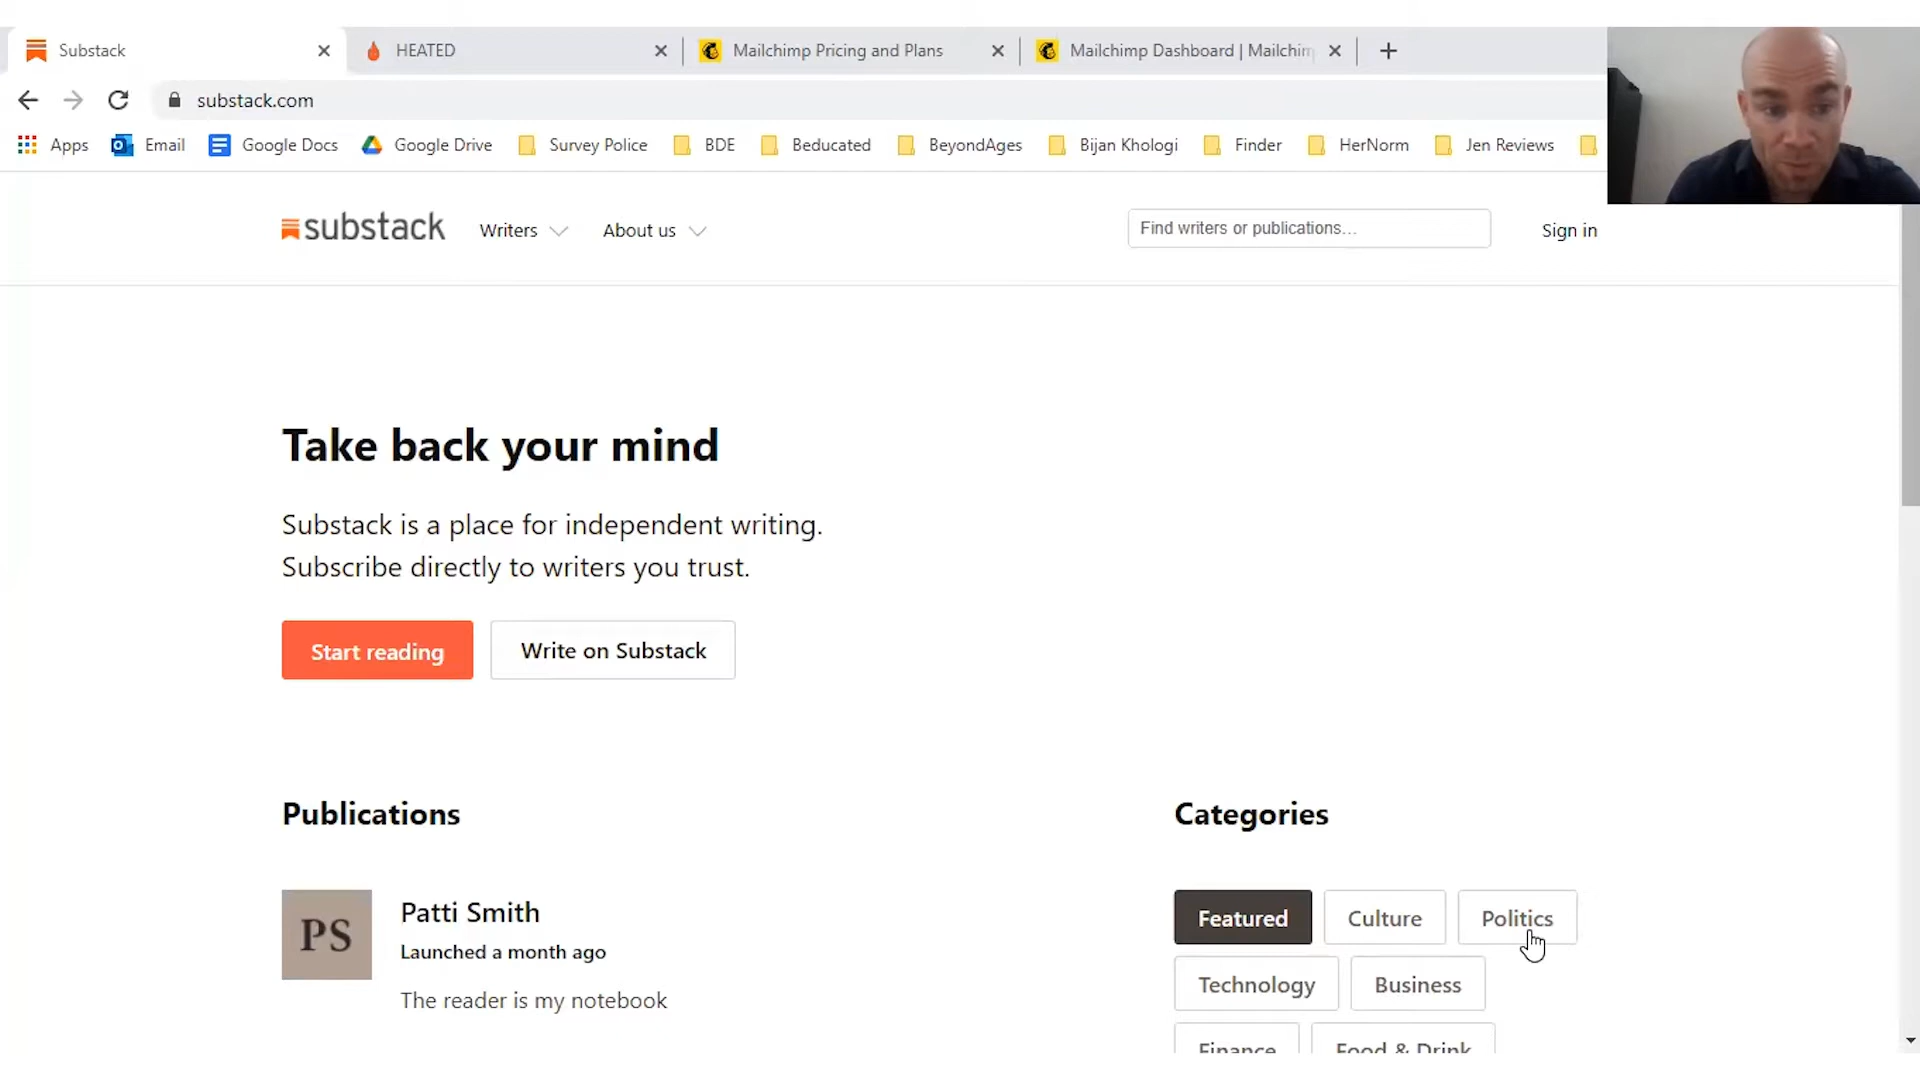 Substack
HEATED
Mailchimp Pricing and Plans
Mailchimp Dashboard | Mailchim
substack.com
Apps
Email
Google Docs
Google Drive
Survey Police
BDE
Beducated
BeyondAges
Bijan Khologi
Finder
HerNorm
Jen Reviews
substack
Writers
About us
Find writers or publications...
Sign in
Take back your mind
Substack is a place for independent writing.
Subscribe directly to writers you trust.
Start reading
Write on Substack
Publications
Categories
PS
Patti Smith
Launched a month ago
The reader is my notebook
Featured
Culture
Politics
Technology
Business
Finance
Food & Drink